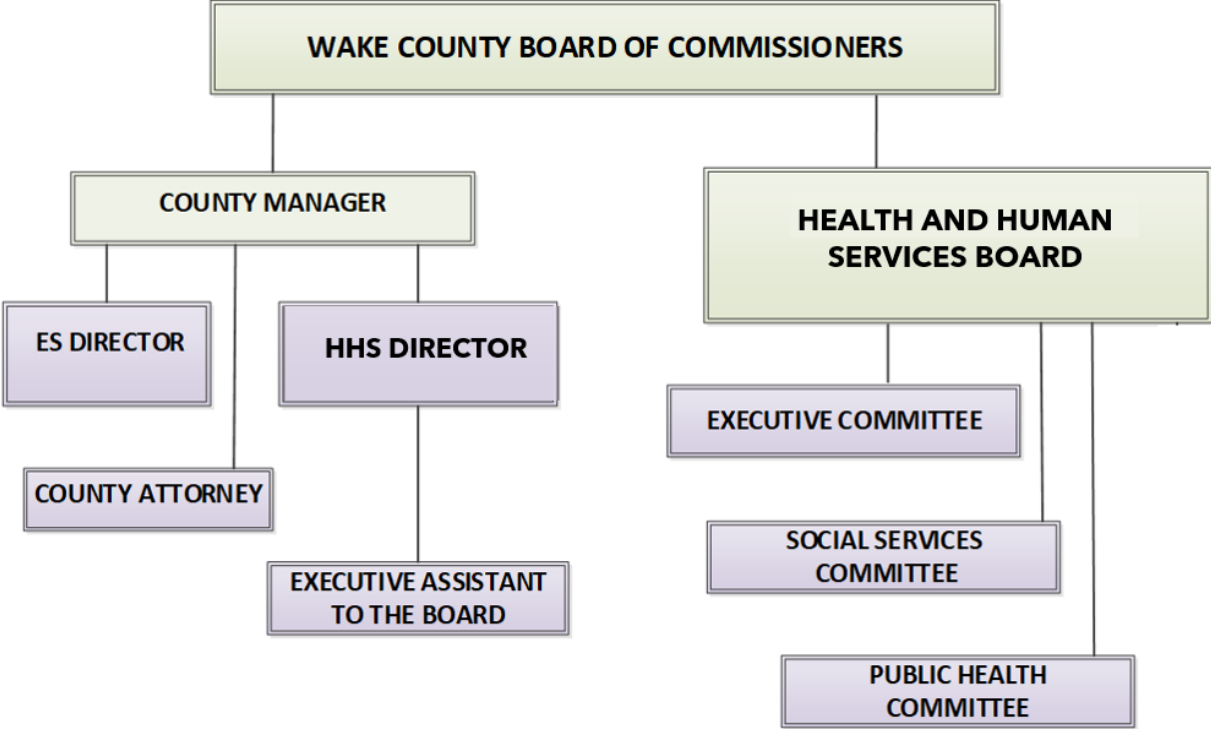 WAKE COUNTY BOARD OF COMMISSIONERS
COUNTY MANAGER
HEALTH AND HUMAN
SERVICES BOARD
ES DIRECTOR
HHS DIRECTOR
EXECUTIVE COMMITTEE
COUNTY ATTORNEY
SOCIAL SERVICES
COMMITTEE
EXECUTIVE ASSISTANT
TO THE BOARD
PUBLIC HEALTH
COMMITTEE